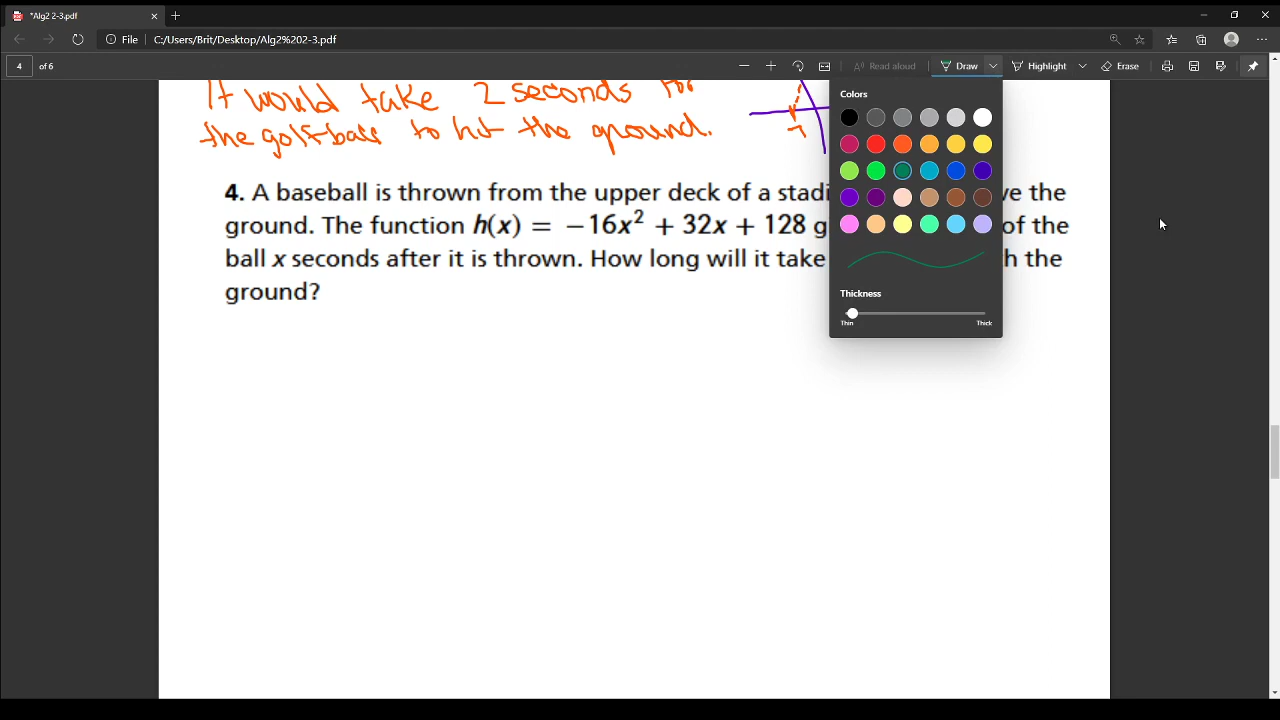 *Alg2 2-3.pdf
File C:/Users/Brit/Desktop/Alg2%202-3.pdf
4 of 6 Read aloud Draw Highlight Erase
It would take 2 seconds for
the golfball to hit the ground.
4. A baseball is thrown from the upper deck of a stadi ve the
ground. The function h(x) = −16x² + 32x + 128 g of the
ball x seconds after it is thrown. How long will it take h the
ground?
Colors
Thickness
Thin Thick